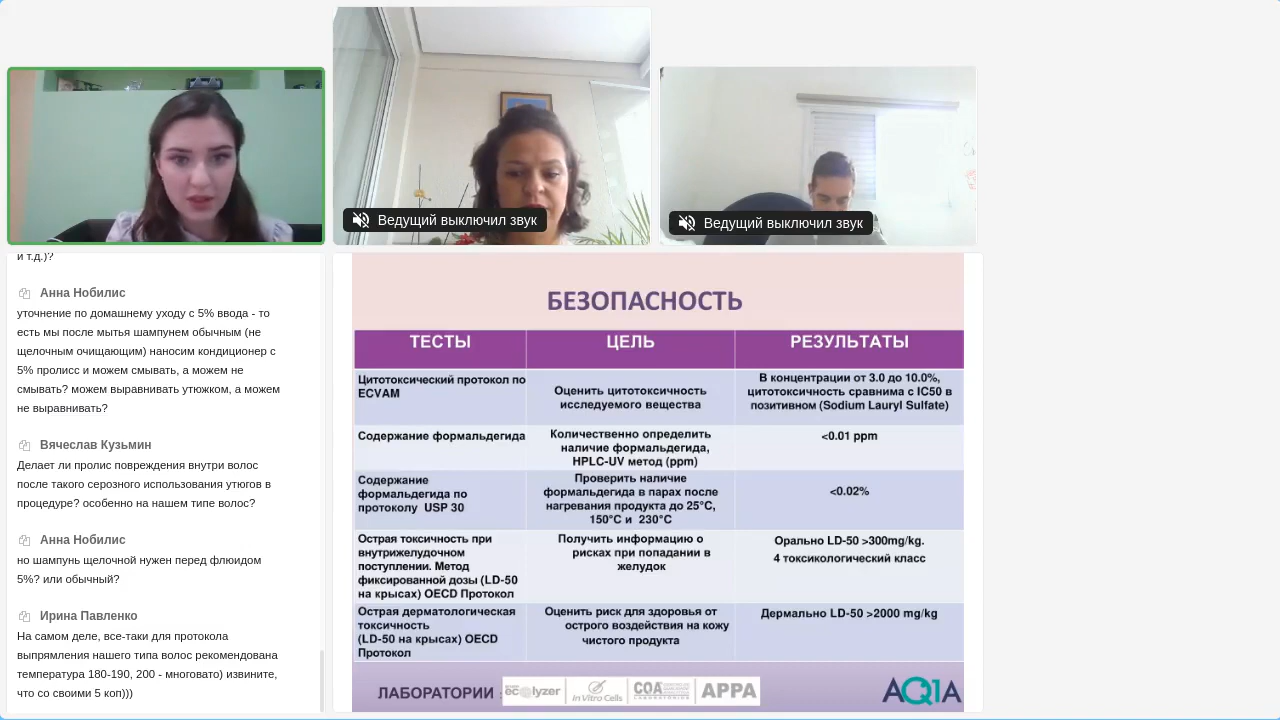 Ведущий выключил звук
Ведущий выключил звук
и т.д.)?
Анна Нобилис
уточнение по домашнему уходу с 5% ввода - то
есть мы после мытья шампунем обычным (не
щелочным очищающим) наносим кондиционер с
5% пролисс и можем смывать, а можем не
смывать? можем выравнивать утюжком, а можем
не выравнивать?
Вячеслав Кузьмин
Делает ли пролис повреждения внутри волос
после такого серозного использования утюгов в
процедуре? особенно на нашем типе волос?
Анна Нобилис
но шампунь щелочной нужен перед флюидом
5%? или обычный?
Ирина Павленко
На самом деле, все-таки для протокола
выпрямления нашего типа волос рекомендована
температура 180-190, 200 - многовато) извините,
что со своими 5 коп)))
БЕЗОПАСНОСТЬ
ТЕСТЫ
ЦЕЛЬ
РЕЗУЛЬТАТЫ
Цитотоксический протокол по
ECVAM
Оценить цитотоксичность
исследуемого вещества
В концентрации от 3.0 до 10.0%,
цитотоксичность сравнима с IC50 в
позитивном (Sodium Lauryl Sulfate)
Содержание формальдегида
Количественно определить
наличие формальдегида,
HPLC-UV метод (ppm)
<0.01 ppm
Содержание
формальдегида по
протоколу USP 30
Проверить наличие
формальдегида в парах после
нагревания продукта до 25°C,
150°C и 230°C
<0.02%
Острая токсичность при
внутрижелудочном
поступлении. Метод
фиксированной дозы (LD-50
на крысах) OECD Протокол
Получить информацию о
рисках при попадании в
желудок
Орально LD-50 >300mg/kg.
4 токсикологический класс
Острая дерматологическая
токсичность
(LD-50 на крысах) OECD
Протокол
Оценить риск для здоровья от
острого воздействия на кожу
чистого продукта
Дермально LD-50 >2000 mg/kg
ЛАБОРАТОРИИ :
ecolyzer
In Vitro Cells
COA
APPA
AQIA